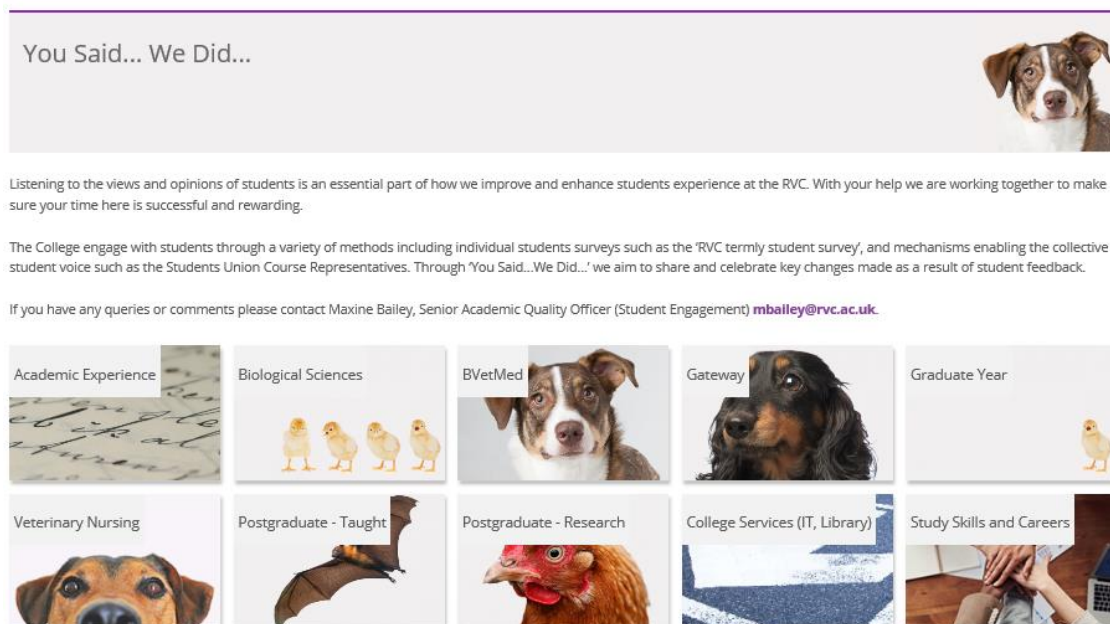 You Said... We Did...
Listening to the views and opinions of students is an essential part of how we improve and enhance students experience at the RVC. With your help we are working together to make
sure your time here is successful and rewarding.
The College engage with students through a variety of methods including individual students surveys such as the ‘RVC termly student survey’, and mechanisms enabling the collective
student voice such as the Students Union Course Representatives. Through ‘You Said...We Did...’ we aim to share and celebrate key changes made as a result of student feedback.
If you have any queries or comments please contact Maxine Bailey, Senior Academic Quality Officer (Student Engagement) mbailey@rvc.ac.uk.
Academic Experience
Biological Sciences
BVetMed
Gateway
Graduate Year
Veterinary Nursing
Postgraduate - Taught
Postgraduate - Research
College Services (IT, Library)
Study Skills and Careers